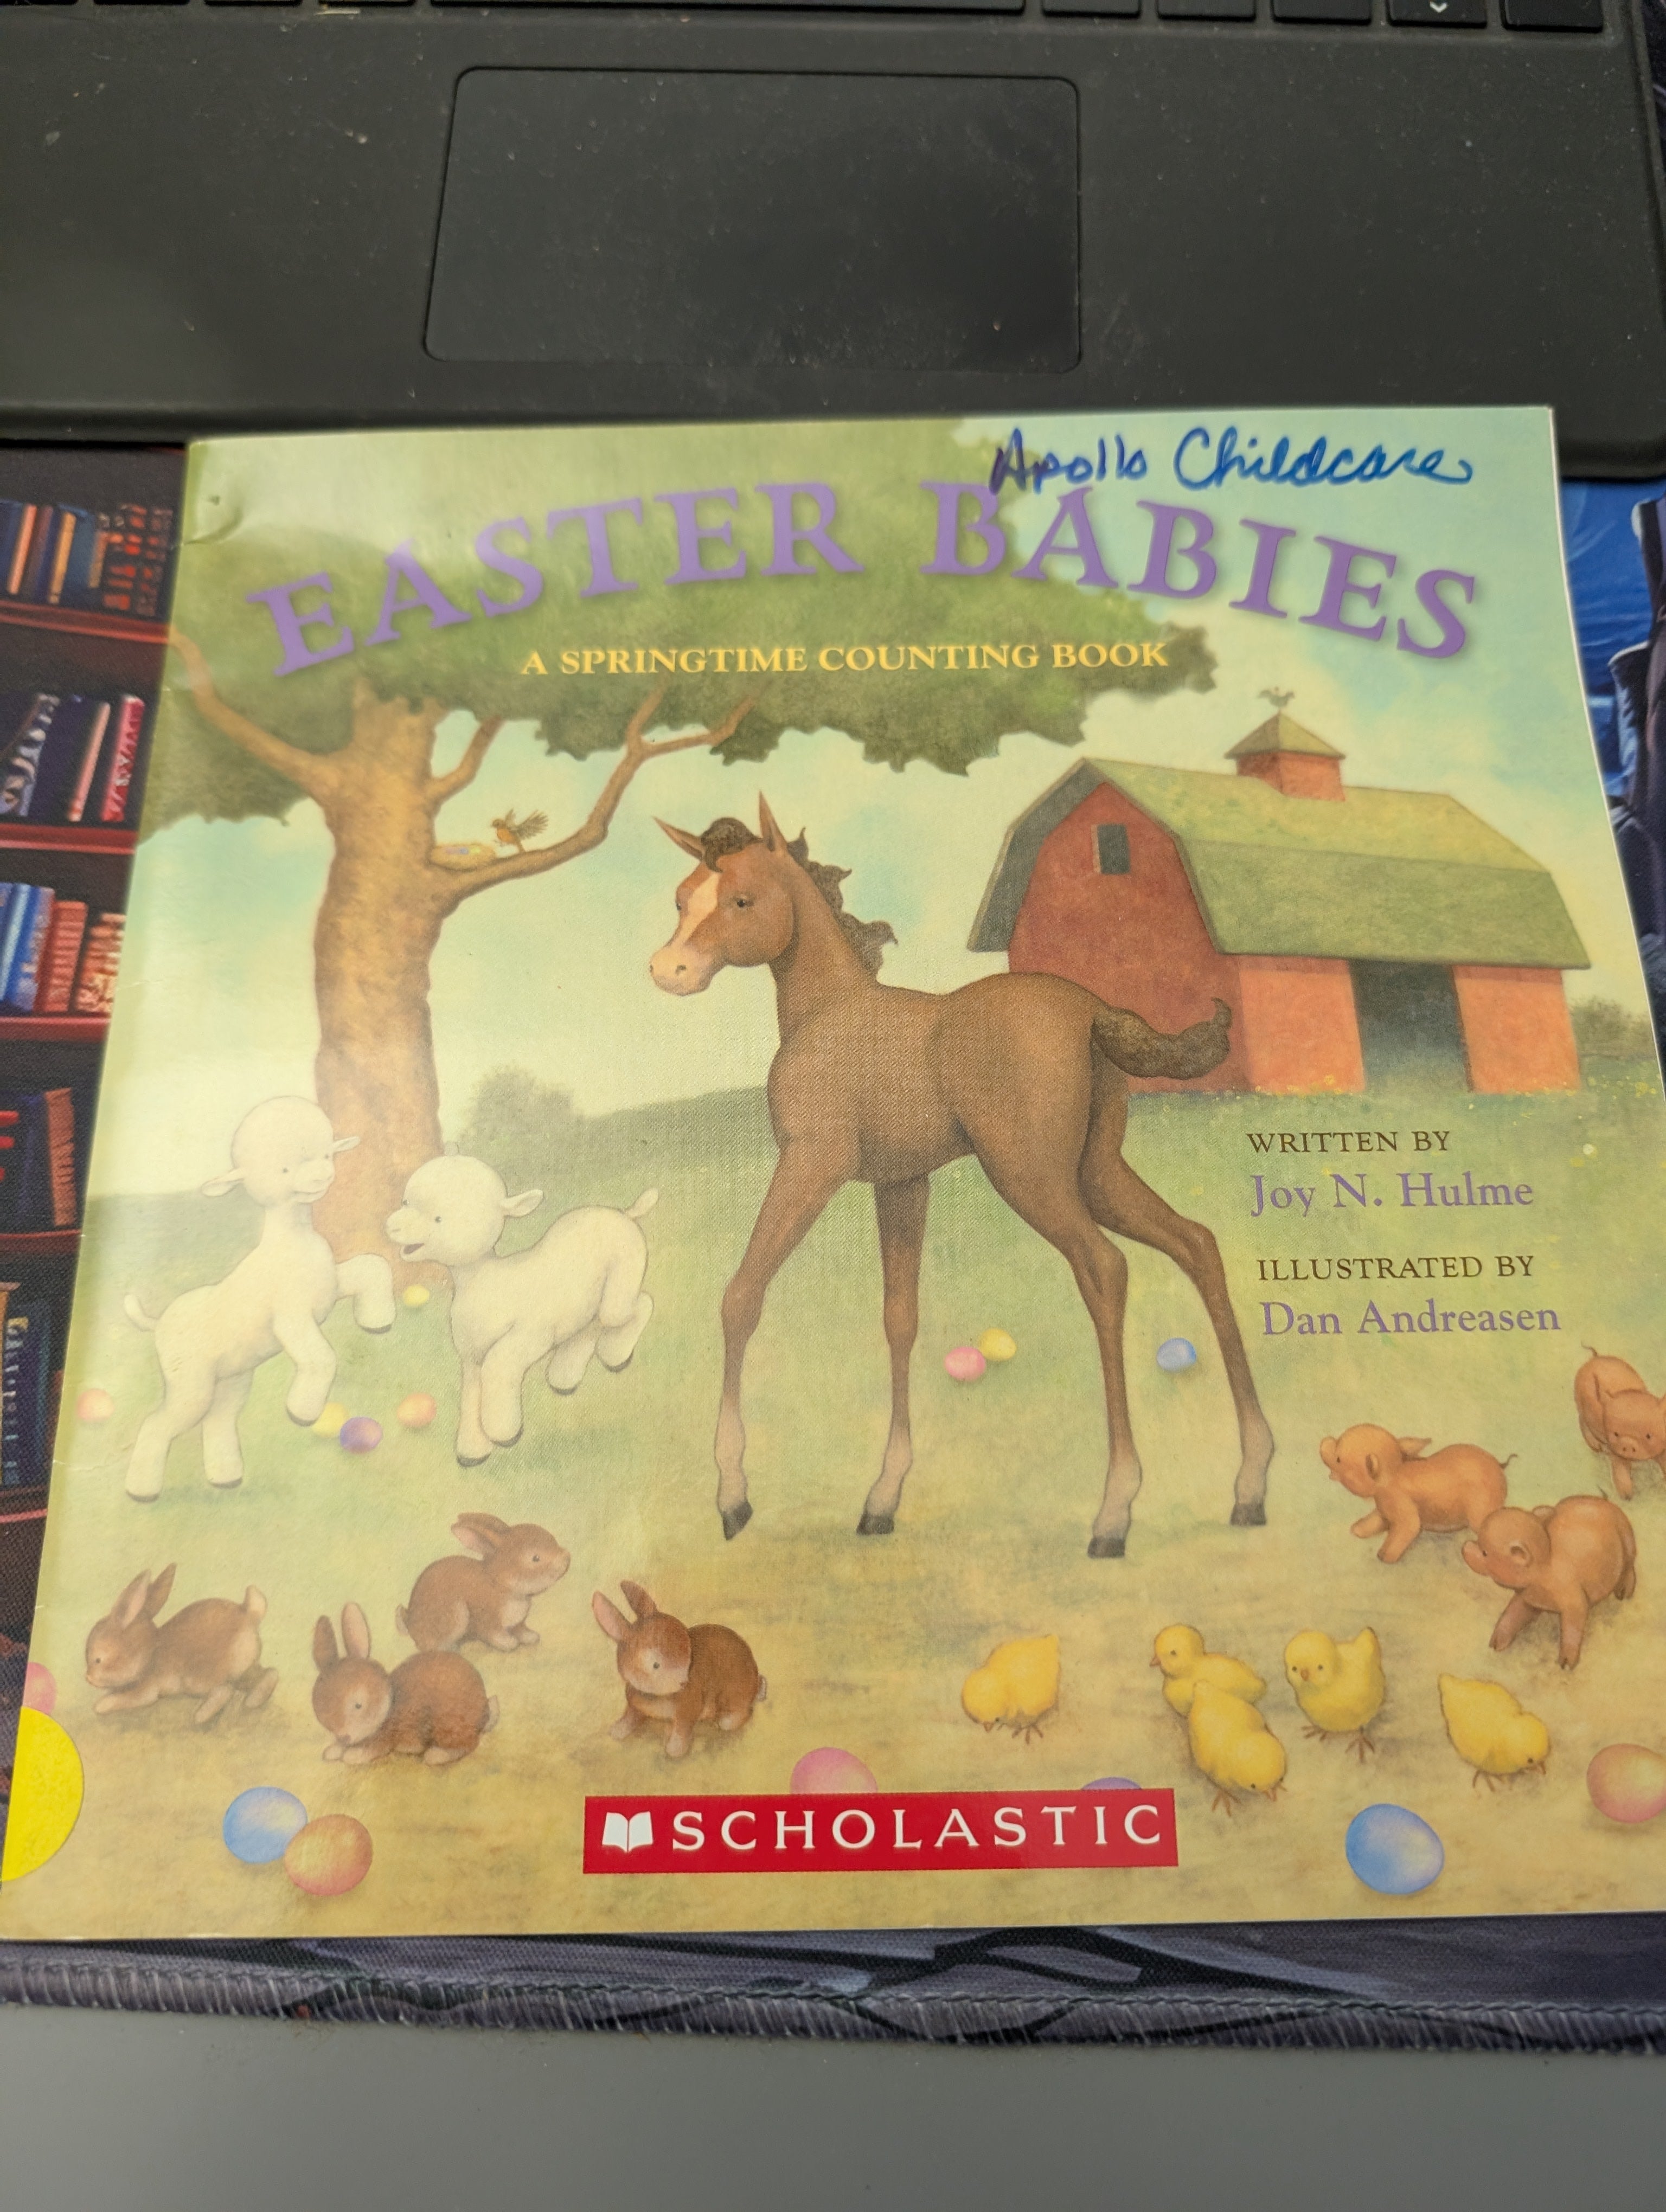 Apollo Childcare
EASTER BABIES
A SPRINGTIME COUNTING BOOK
WRITTEN BY
Joy N. Hulme
ILLUSTRATED BY
Dan Andreasen
SCHOLASTIC